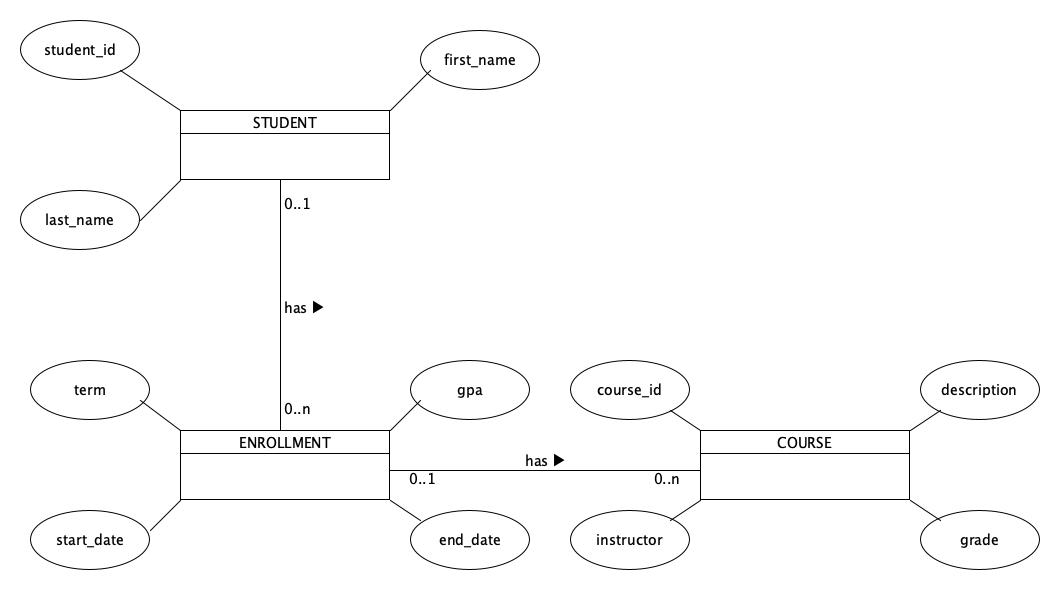 student_id
first_name
STUDENT
last_name
0..1
has ▶
0..n
term
gpa
course_id
description
ENROLLMENT
COURSE
has ▶
0..1
0..n
start_date
end_date
instructor
grade